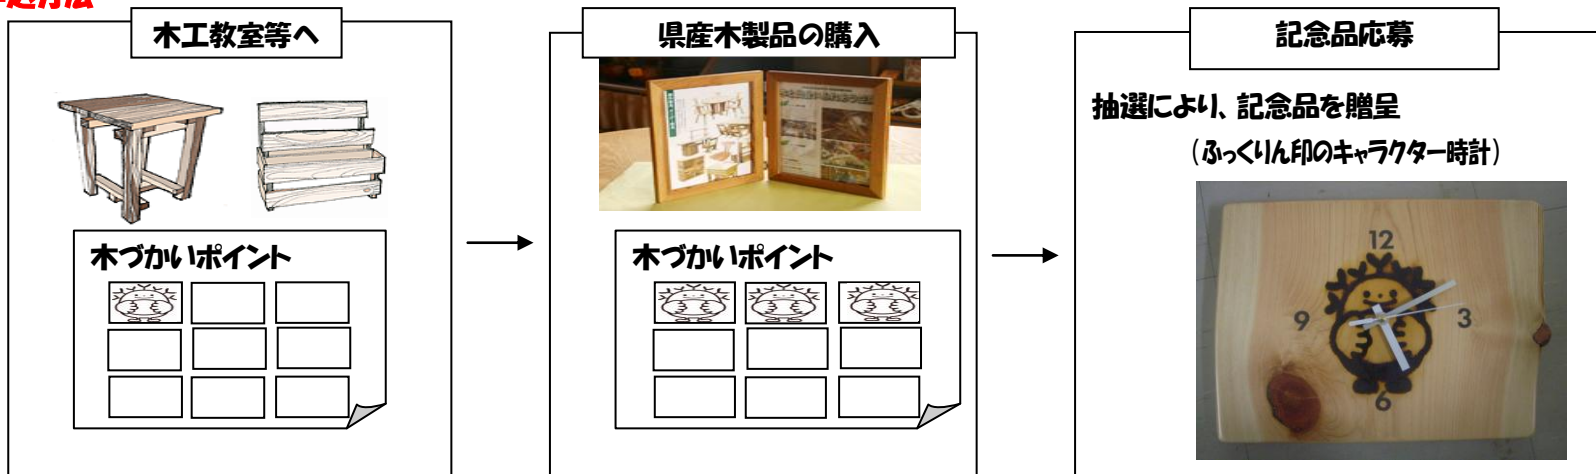 木工教室等へ
木づかいポイント
県産木製品の購入
木づかいポイント
記念品応募
抽選により、記念品を贈呈
(ふっくりん印のキャラクター時計)
12
9
3
6